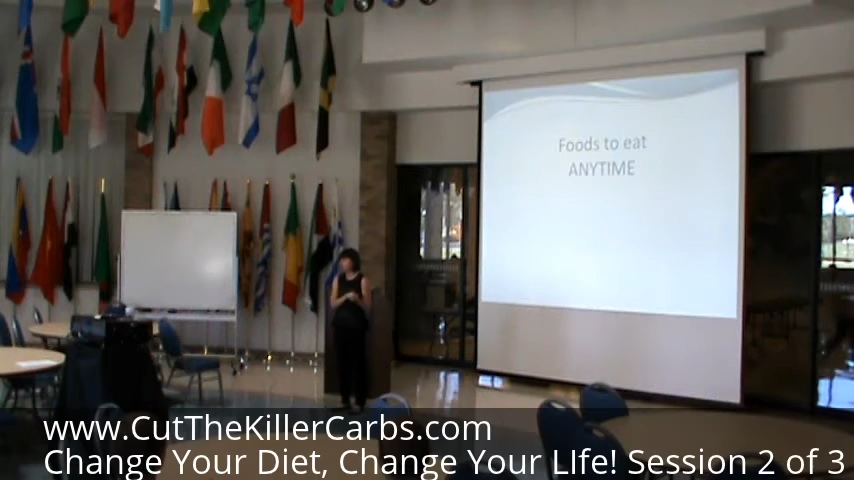 Foods to eat
ANYTIME
www.CutTheKillerCarbs.com
Change Your Diet, Change Your LIfe! Session 2 of 3